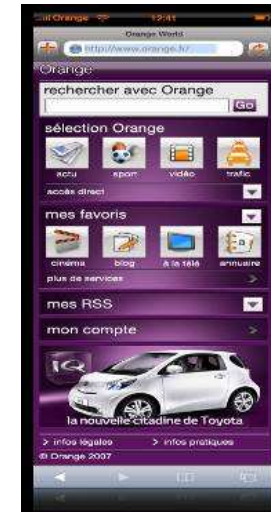 Orange 12:41
Orange World
http://www.orange.fr/
Orange
rechercher avec Orange
Go
sélection Orange
actu sport vidéo trafic
accès direct
mes favoris
cinéma blog à la télé annuaire
plus de services >
mes RSS
mon compte >
IQ
la nouvelle citadine de Toyota
> infos légales > infos pratiques
© Orange 2007